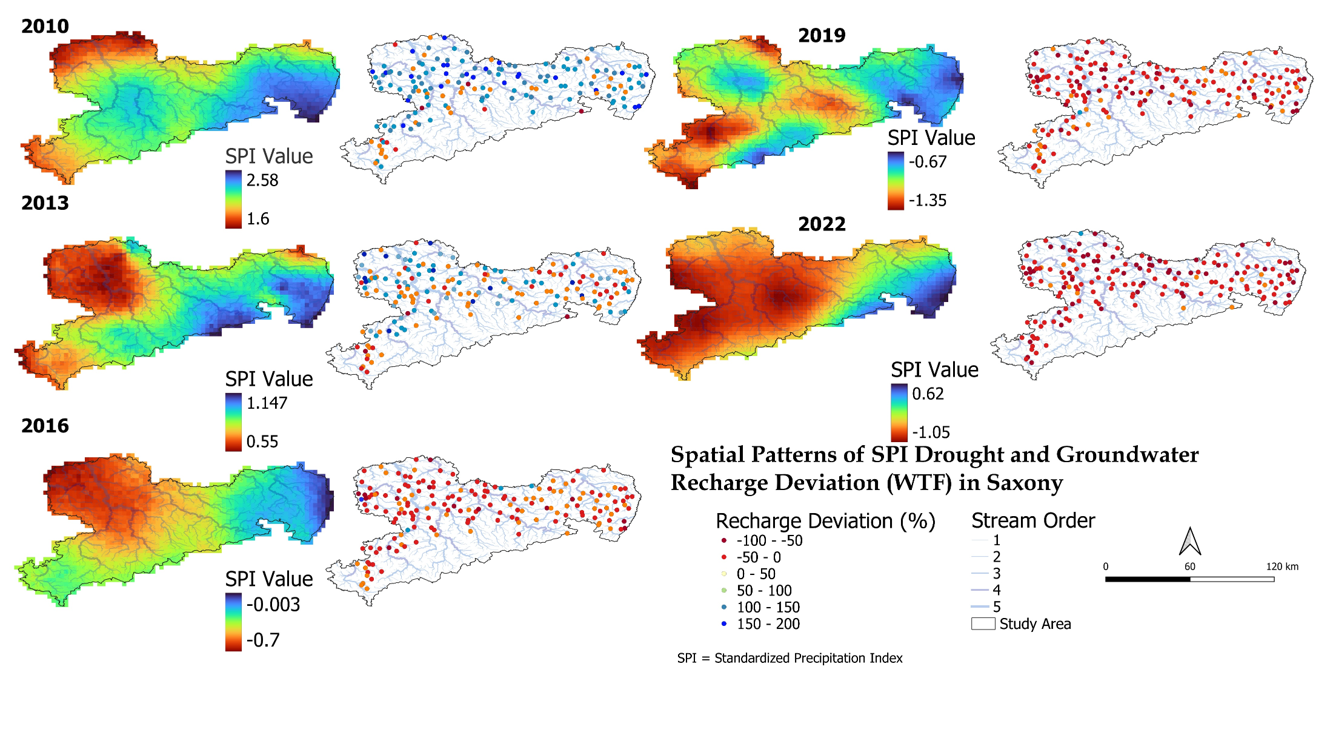 2010
SPI Value
2.58
1.6
2013
SPI Value
1.147
0.55
2016
SPI Value
-0.003
-0.7
2019
SPI Value
-0.67
-1.35
2022
SPI Value
0.62
-1.05
Spatial Patterns of SPI Drought and Groundwater
Recharge Deviation (WTF) in Saxony
Recharge Deviation (%)
-100 - -50
-50 - 0
0 - 50
50 - 100
100 - 150
150 - 200
Stream Order
1
2
3
4
5
Study Area
0 60 120 km
SPI = Standardized Precipitation Index